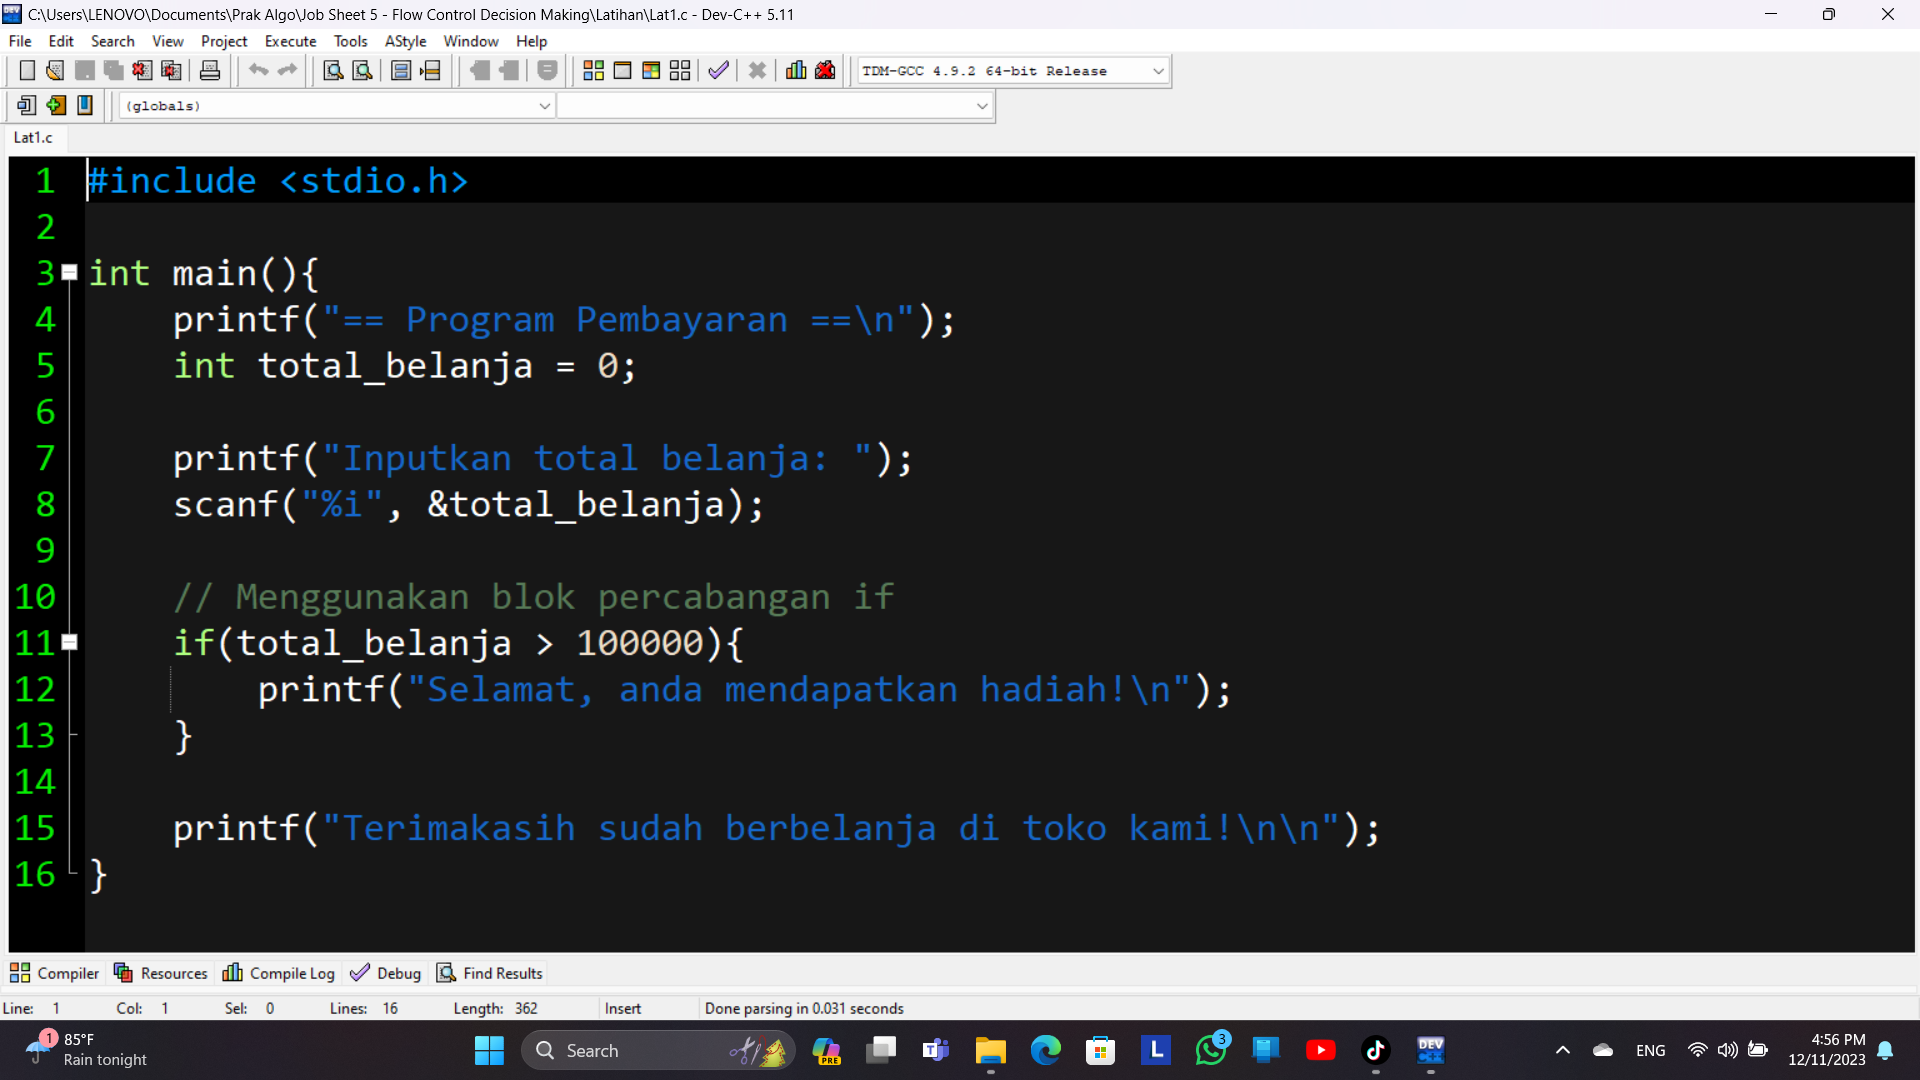 C:\Users\LENOVO\Documents\Prak Algo\Job Sheet 5 - Flow Control Decision Making\Latihan\Lat1.c - Dev-C++ 5.11
File Edit Search View Project Execute Tools AStyle Window Help
TDM-GCC 4.9.2 64-bit Release
(globals)
Lat1.c
1 #include <stdio.h>
2
3 int main(){
4 printf("== Program Pembayaran ==\n");
5 int total_belanja = 0;
6
7 printf("Inputkan total belanja: ");
8 scanf("%i", &total_belanja);
9
10 // Menggunakan blok percabangan if
11 if(total_belanja > 100000){
12 printf("Selamat, anda mendapatkan hadiah!\n");
13 }
14
15 printf("Terimakasih sudah berbelanja di toko kami!\n\n");
16 }
Compiler Resources Compile Log Debug Find Results
Line: 1 Col: 1 Sel: 0 Lines: 16 Length: 362 Insert Done parsing in 0.031 seconds
1 85°F
Rain tonight
Search
PRE
T
L
3
DEV
C++
ENG
4:56 PM
12/11/2023